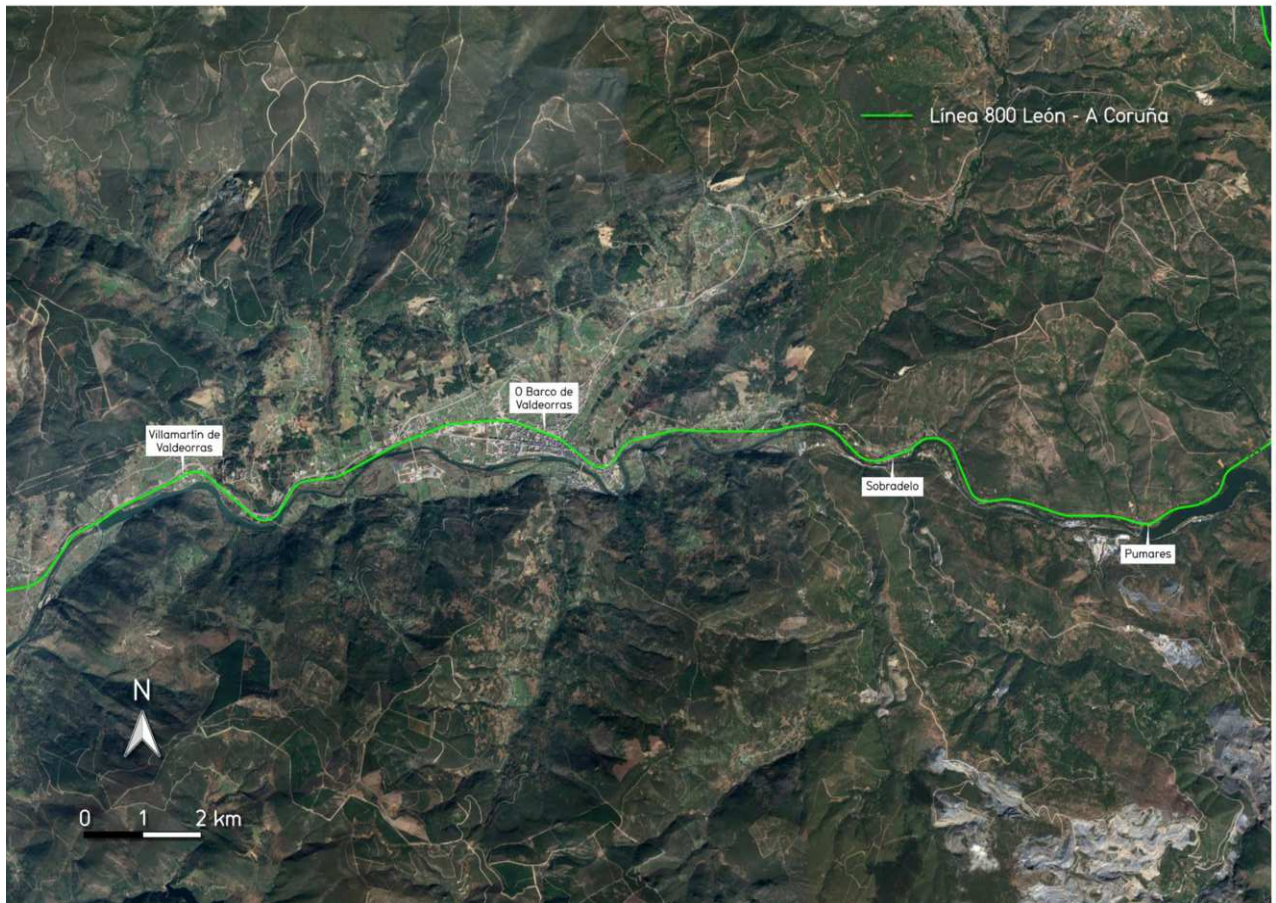 Línea 800 León - A Coruña
O Barco de
Valdeorras
Villamartín de
Valdeorras
Sobradelo
Pumares
N
0 1 2 km